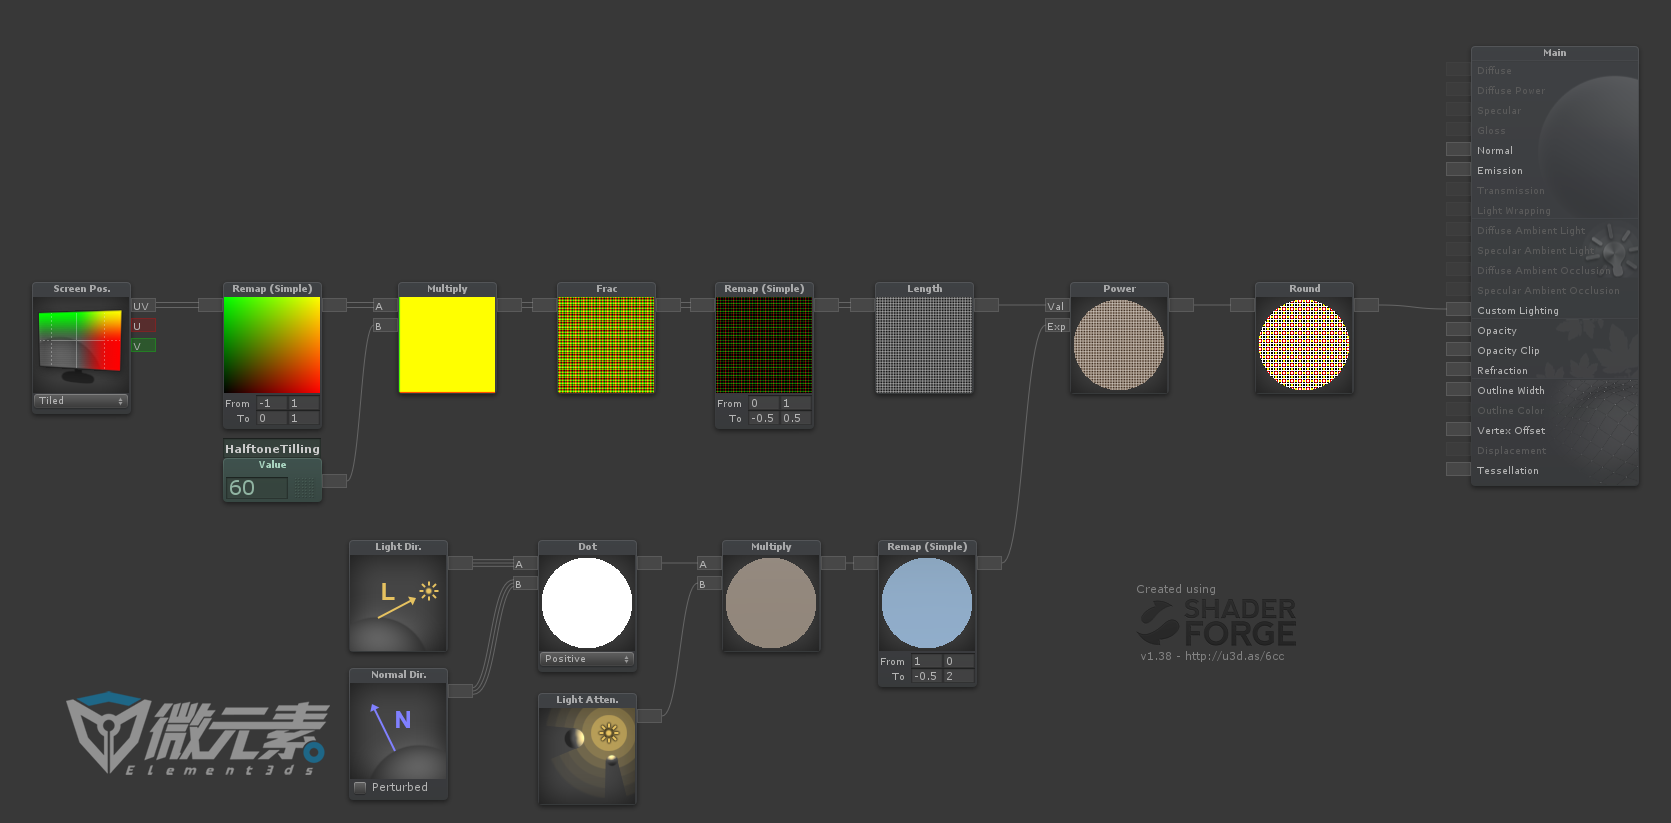 Main
Diffuse
Diffuse Power
Specular
Gloss
Normal
Emission
Transmission
Light Wrapping
Diffuse Ambient Light
Specular Ambient Light
Diffuse Ambient Occlusion
Specular Ambient Occlusion
Custom Lighting
Opacity
Opacity Clip
Refraction
Outline Width
Outline Color
Vertex Offset
Displacement
Tessellation
Screen Pos.
UV
U
V
Tiled
Remap (Simple)
From -1 1
To 0 1
HalftoneTilling
Value
60
Multiply
A
B
Frac
Remap (Simple)
From 0 1
To -0.5 0.5
Length
Power
Val
Exp
Round
Light Dir.
L
Normal Dir.
N
Perturbed
Dot
A
B
Positive
Light Atten.
Multiply
A
B
Remap (Simple)
From 1 0
To -0.5 2
Created using
SHADER
FORGE
v1.38 - http://u3d.as/6cc
微元素
Element3ds